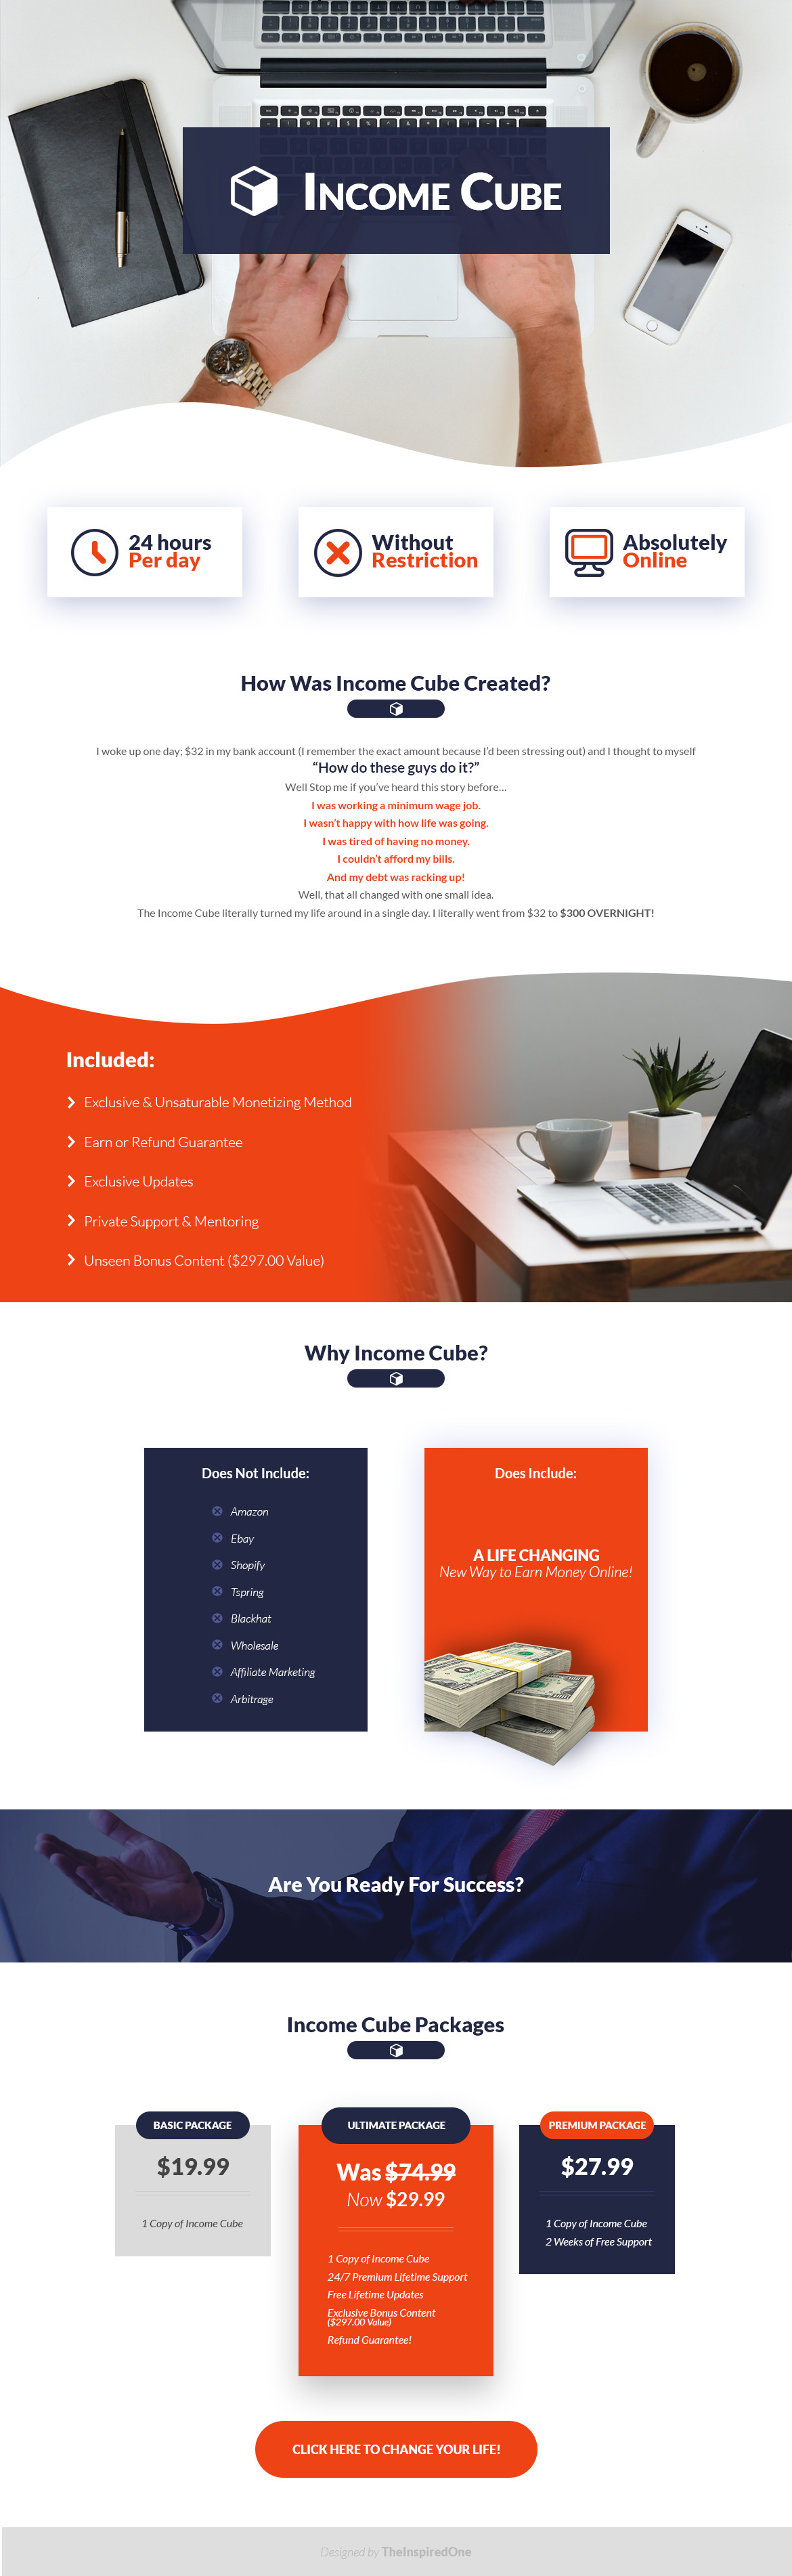 INCOME CUBE
24 hours
Per day
Without
Restriction
Absolutely
Online
How Was Income Cube Created?
I woke up one day; $32 in my bank account (I remember the exact amount because I'd been stressing out) and I thought to myself
“How do these guys do it?”
Well Stop me if you've heard this story before…
I was working a minimum wage job.
I wasn't happy with how life was going.
I was tired of having no money.
I couldn't afford my bills.
And my debt was racking up!
Well, that all changed with one small idea.
The Income Cube literally turned my life around in a single day. I literally went from $32 to $300 OVERNIGHT!
Included:
Exclusive & Unsaturable Monetizing Method
Earn or Refund Guarantee
Exclusive Updates
Private Support & Mentoring
Unseen Bonus Content ($297.00 Value)
Why Income Cube?
Does Not Include:
Amazon
Ebay
Shopify
Tspring
Blackhat
Wholesale
Affiliate Marketing
Arbitrage
Does Include:
A LIFE CHANGING
New Way to Earn Money Online!
Are You Ready For Success?
Income Cube Packages
BASIC PACKAGE
$19.99
1 Copy of Income Cube
ULTIMATE PACKAGE
Was $74.99
Now $29.99
1 Copy of Income Cube
24/7 Premium Lifetime Support
Free Lifetime Updates
Exclusive Bonus Content
($297.00 Value)
Refund Guarantee!
PREMIUM PACKAGE
$27.99
1 Copy of Income Cube
2 Weeks of Free Support
CLICK HERE TO CHANGE YOUR LIFE!
Designed by TheInspiredOne